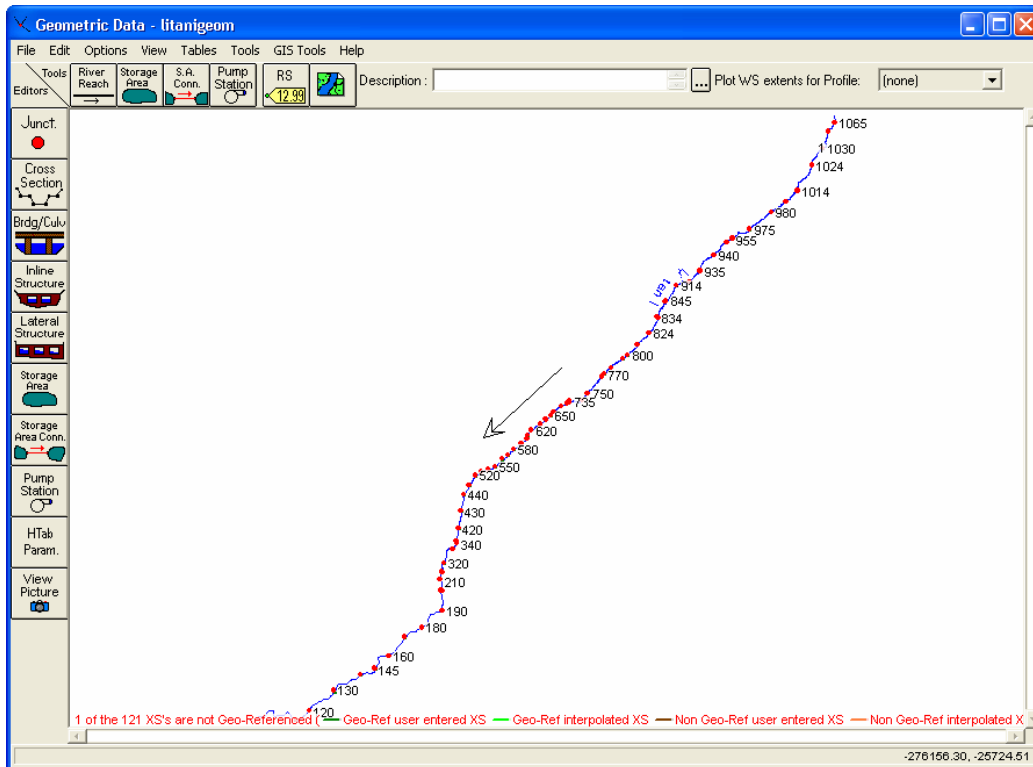 Geometric Data - litanigeom
File Edit Options View Tables Tools GIS Tools Help
Tools
Editors
River
Reach
Storage
Area
S.A.
Conn.
Pump
Station
RS
12.99
Description :
... Plot WS extents for Profile:
(none)
Junct.
Cross
Section
Brdg/Culv
Inline
Structure
Lateral
Structure
Storage
Area
Storage
Area Conn.
Pump
Station
HTab
Param.
View
Picture
1065
1030
1024
1014
980
975
955
940
935
914
845
834
824
800
770
750
735
650
620
580
550
520
440
430
420
340
320
210
190
180
160
145
130
120
1 of the 121 XS's are not Geo-Referenced ( Geo-Ref user entered XS Geo-Ref interpolated XS Non Geo-Ref user entered XS Non Geo-Ref interpolated X
-276156.30, -25724.51